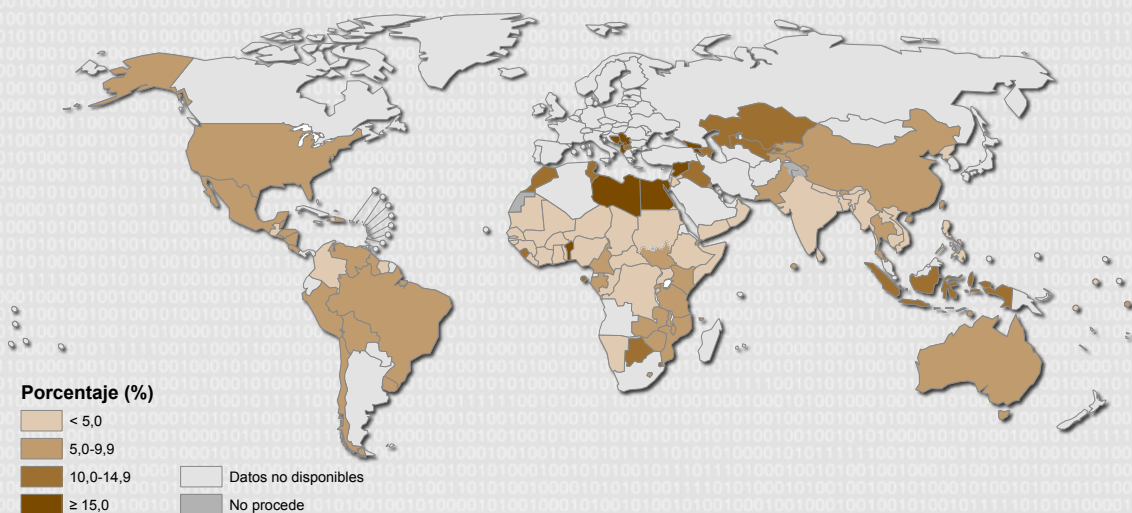 Porcentaje (%)
< 5,0
5,0-9,9
10,0-14,9
≥ 15,0
Datos no disponibles
No procede